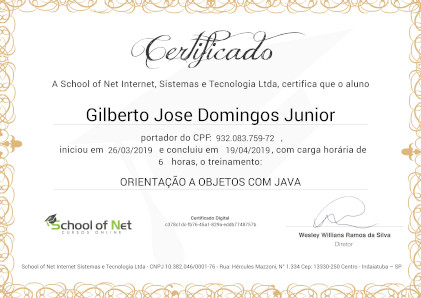 Certificado
A School of Net Internet, Sistemas e Tecnologia Ltda, certifica que o aluno
Gilberto Jose Domingos Junior
portador do CPF: 932.083.759-72 ,
iniciou em 26/03/2019 e concluiu em 19/04/2019, com carga horária de
6 horas, o treinamento:
ORIENTAÇÃO A OBJETOS COM JAVA
School of Net
CURSOS ONLINE
Certificado Digital
Wesley Willians Ramos da Silva
Diretor
School of Net Internet Sistemas e Tecnologia Ltda - CNPJ 10.382.046/0001-76 - Rua: Hércules Mazzoni, N° 1.334 Cep: 13330-250 Centro - Indaiatuba – SP